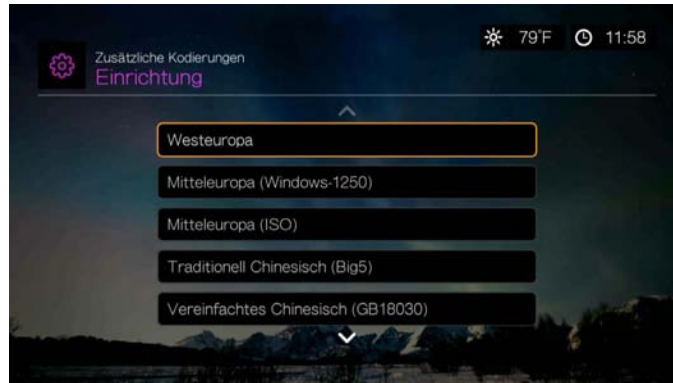 79°F 11:58
Zusätzliche Kodierungen
Einrichtung
Westeuropa
Mitteleuropa (Windows-1250)
Mitteleuropa (ISO)
Traditionell Chinesisch (Big5)
Vereinfachtes Chinesisch (GB18030)